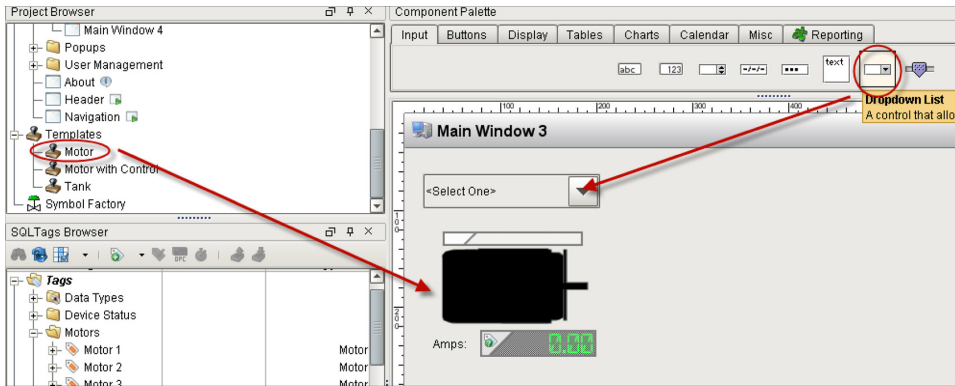 Project Browser
Main Window 4
Popups
User Management
About
Header
Navigation
Templates
Motor
Motor with Control
Tank
Symbol Factory
SQLTags Browser
OPC
Tags
Data Types
Device Status
Motors
Motor 1 Motor
Motor 2 Motor
Motor 3 Motor
Component Palette
Input Buttons Display Tables Charts Calendar Misc Reporting
abc 123 -/-/- text
Dropdown List
A control that allo
100 200 300 400
Main Window 3
<Select One>
100
200
Amps: 0.00